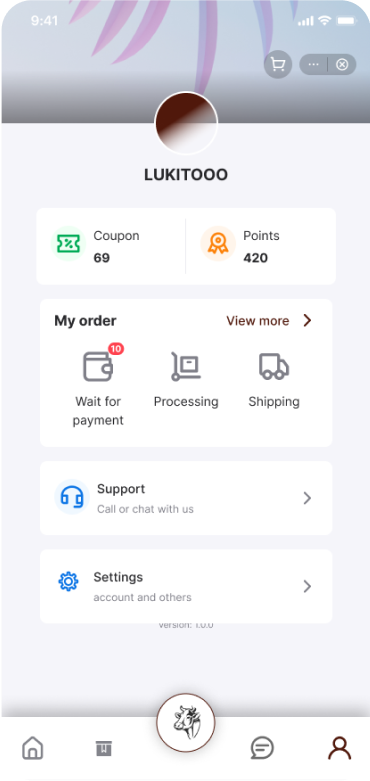 9:41
LUKITOOO
Coupon
69
Points
420
My order
View more
10
Wait for
payment
Processing
Shipping
Support
Call or chat with us
Settings
account and others
Version: 1.0.0